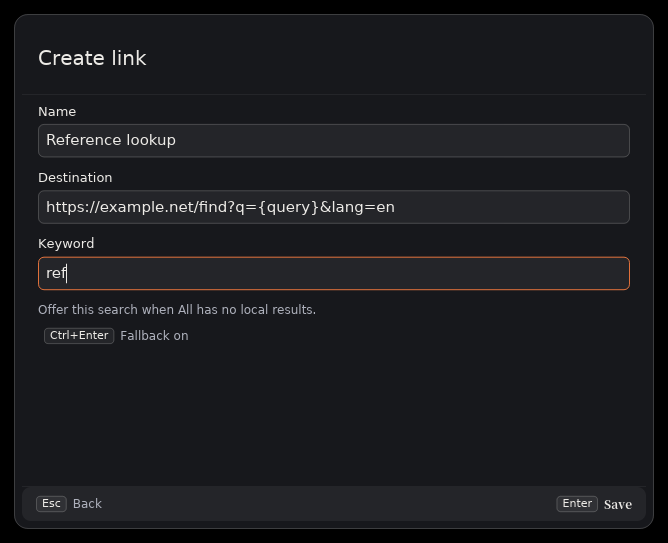 Create link
Name
Reference lookup
Destination
https://example.net/find?q={query}&lang=en
Keyword
ref
Offer this search when All has no local results.
Ctrl+Enter Fallback on
Esc Back Enter Save